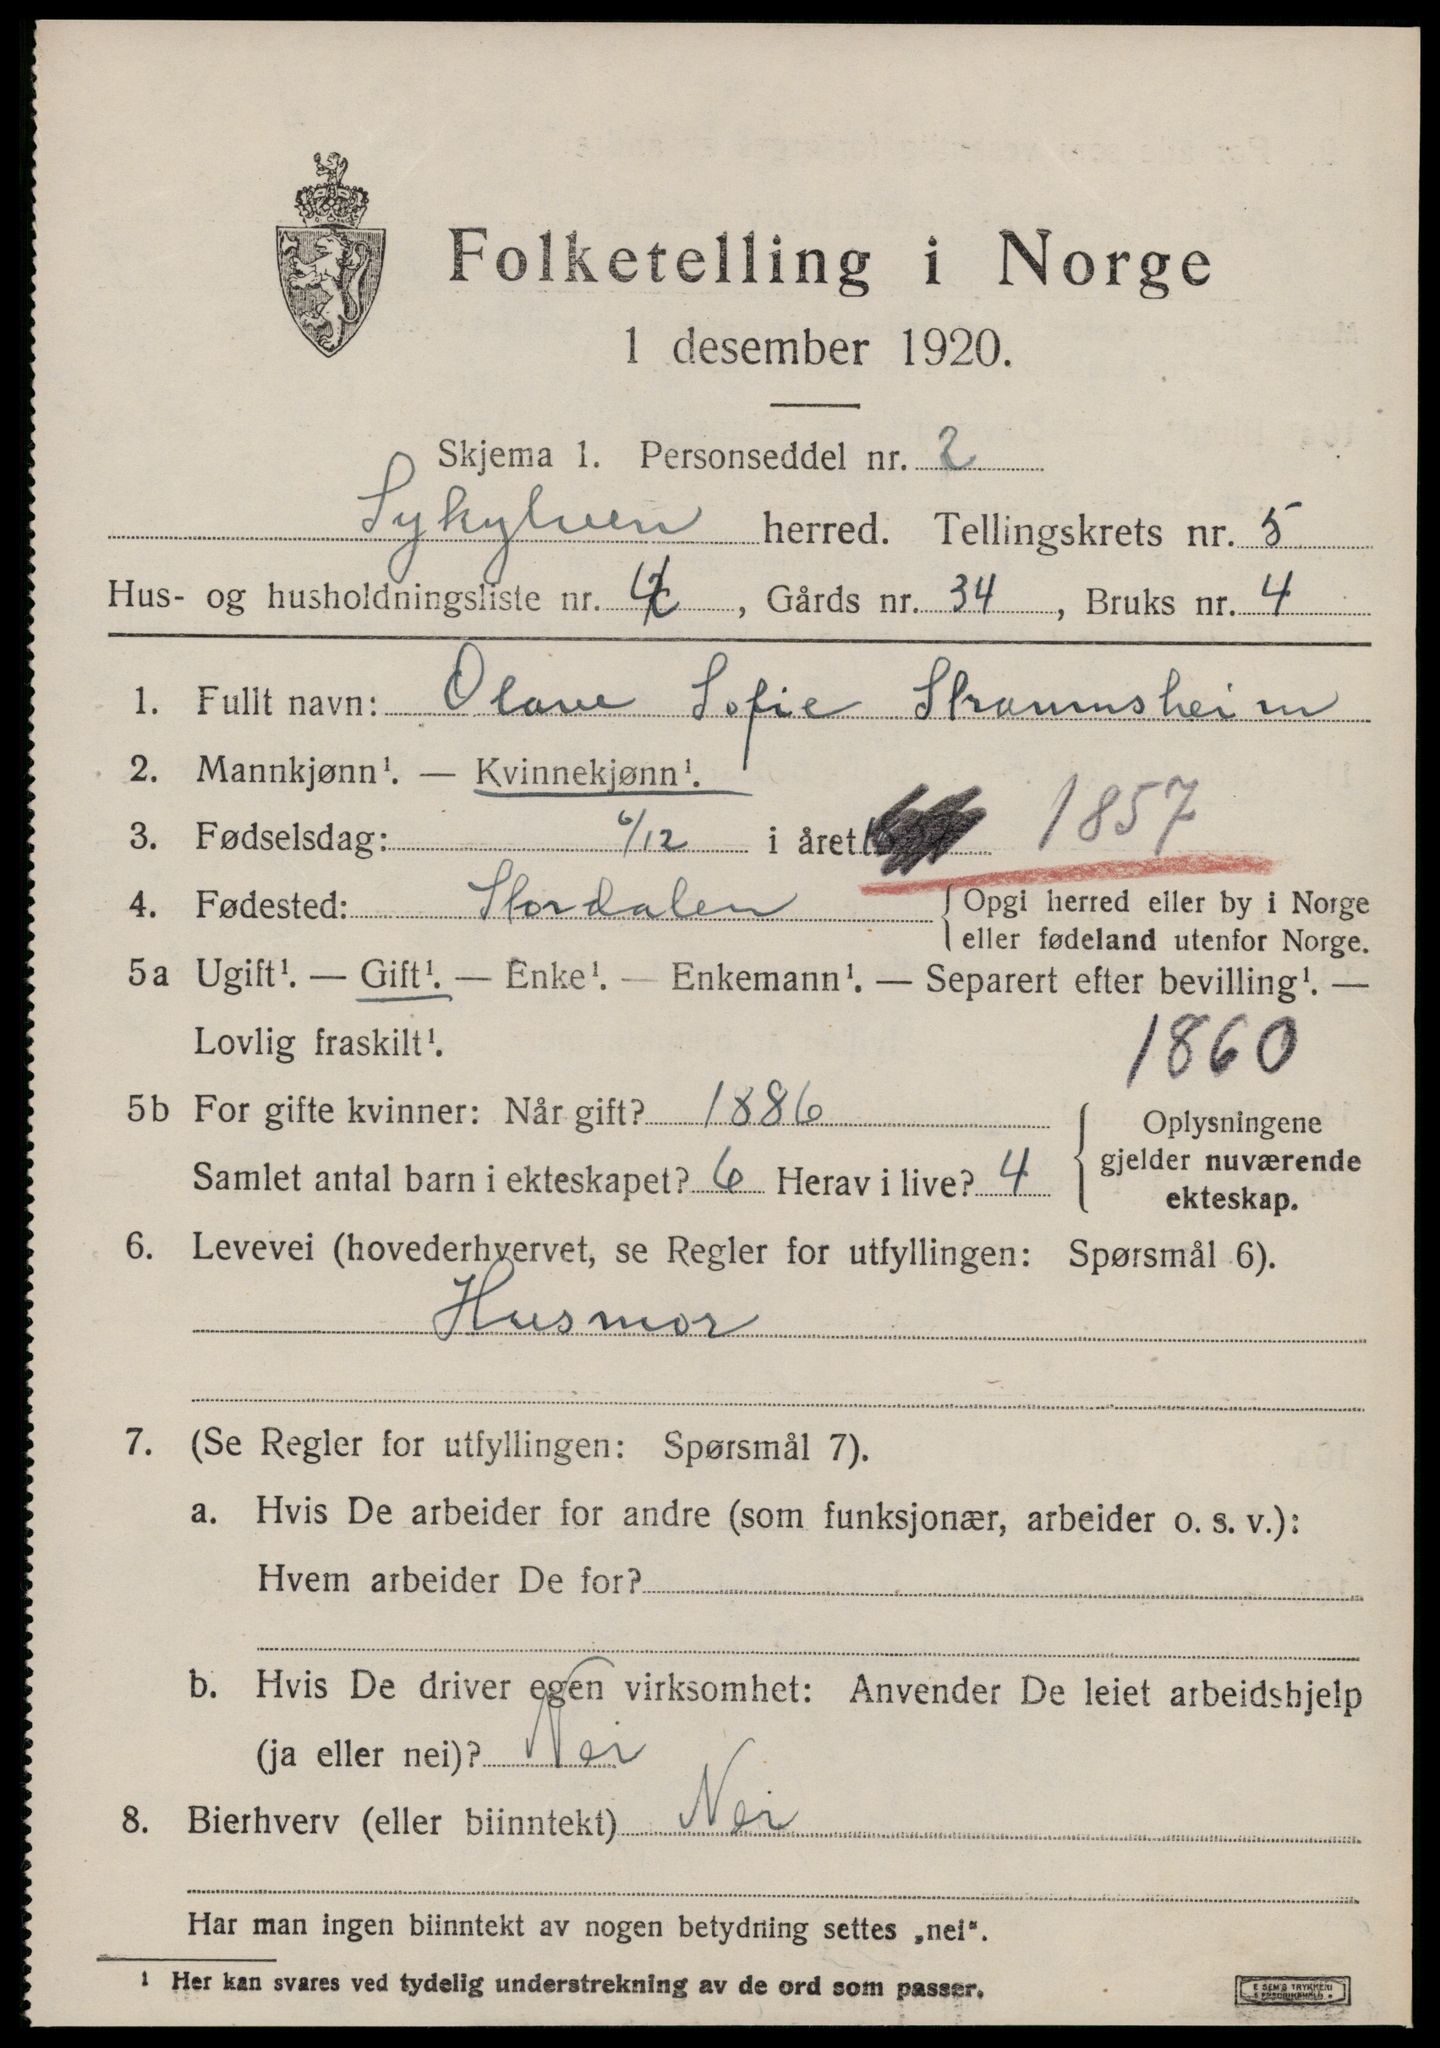 Folketelling i Norge
1 desember 1920.
Skjema 1. Personseddel nr. 2
Sykylven herred. Tellingskrets nr. 5
Hus- og husholdningsliste nr. , Gårds nr. 34, Bruks nr. 4
1. Fullt navn: Olave Sofie Straumsheim
2. Mannkjønn¹. — Kvinnekjønn¹.
3. Fødselsdag: 6/12 i året 1857
4. Fødested: Stordalen {Opgi herred eller by i Norge
eller fødeland utenfor Norge.
5a Ugift¹. — Gift¹. — Enke¹. — Enkemann¹. — Separert efter bevilling¹. —
Lovlig fraskilt¹.
1860
5b For gifte kvinner: Når gift? 1886
Samlet antal barn i ekteskapet? 6 Herav i live? 4
{Oplysningene
gjelder nuværende
ekteskap.
6. Levevei (hovederhvervet, se Regler for utfyllingen: Spørsmål 6).
Husmor
7. (Se Regler for utfyllingen: Spørsmål 7).
a. Hvis De arbeider for andre (som funksjonær, arbeider o. s. v.):
Hvem arbeider De for?
b. Hvis De driver egen virksomhet: Anvender De leiet arbeidshjelp
(ja eller nei)? Nei
8. Bierhverv (eller biinntekt) Nei
Har man ingen biinntekt av nogen betydning settes „nei“.
¹ Her kan svares ved tydelig understrekning av de ord som passer.
E SEM'S TRYKKERI
FREDRIKSHALD